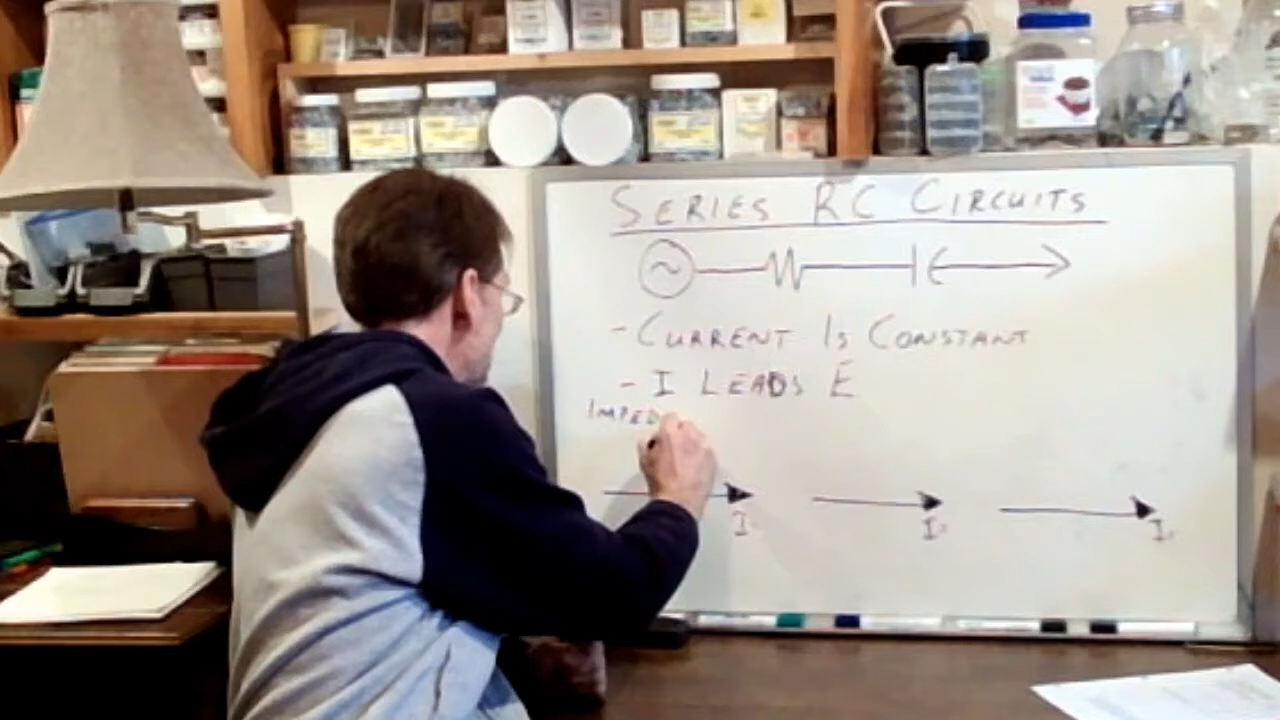 SERIES RC CIRCUITS
- CURRENT IS CONSTANT
- I LEADS E
IMPED
I I I